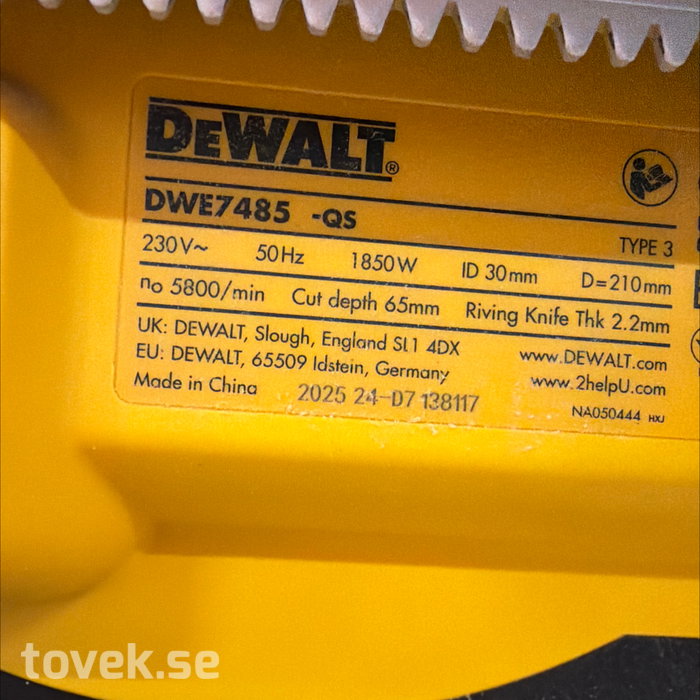 DEWALT®
DWE7485 -QS
TYPE 3
230V~ 50Hz 1850W ID 30mm D=210mm
no 5800/min Cut depth 65mm Riving Knife Thk 2.2mm
UK: DEWALT, Slough, England SL1 4DX
EU: DEWALT, 65509 Idstein, Germany
Made in China 2025 24-D7 138117
www.DEWALT.com
www.2helpU.com
NA050444 HXJ
tovek.se